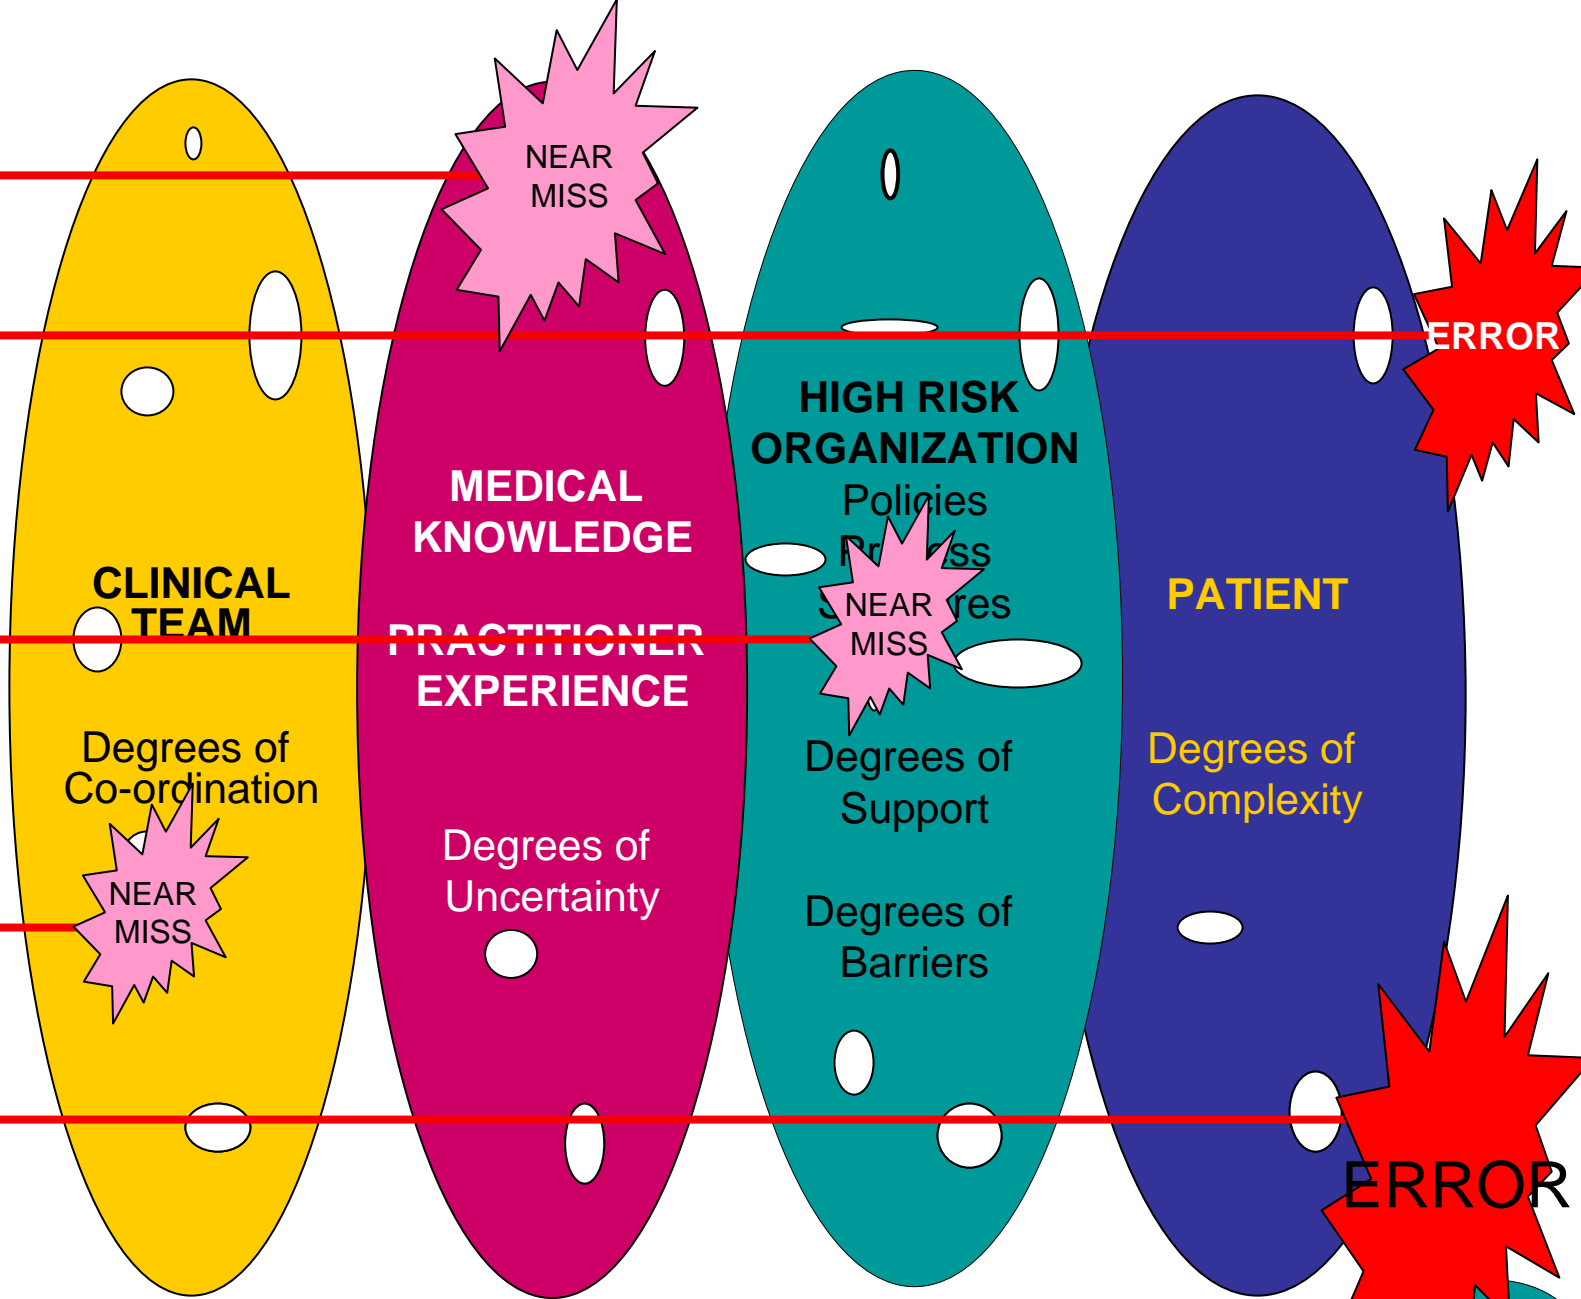 NEAR
MISS
ERROR
CLINICAL
TEAM
Degrees of
Co-ordination
NEAR
MISS
MEDICAL
KNOWLEDGE
PRACTITIONER
EXPERIENCE
Degrees of
Uncertainty
HIGH RISK
ORGANIZATION
Policies
NEAR
MISS
Degrees of
Support
Degrees of
Barriers
PATIENT
Degrees of
Complexity
ERROR